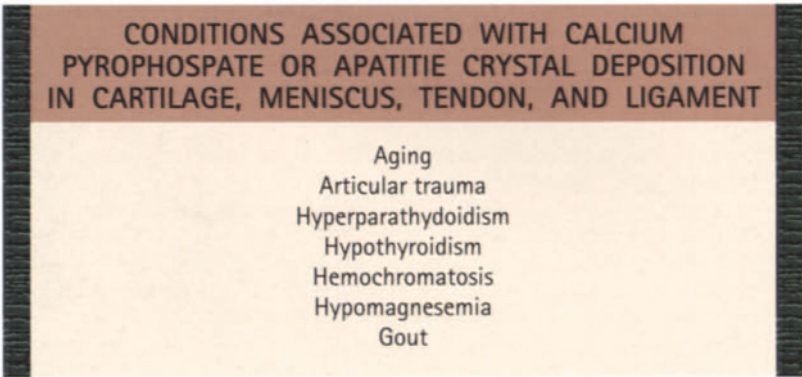 CONDITIONS ASSOCIATED WITH CALCIUM
PYROPHOSPATE OR APATITIE CRYSTAL DEPOSITION
IN CARTILAGE, MENISCUS, TENDON, AND LIGAMENT
Aging
Articular trauma
Hyperparathydoidism
Hypothyroidism
Hemochromatosis
Hypomagnesemia
Gout